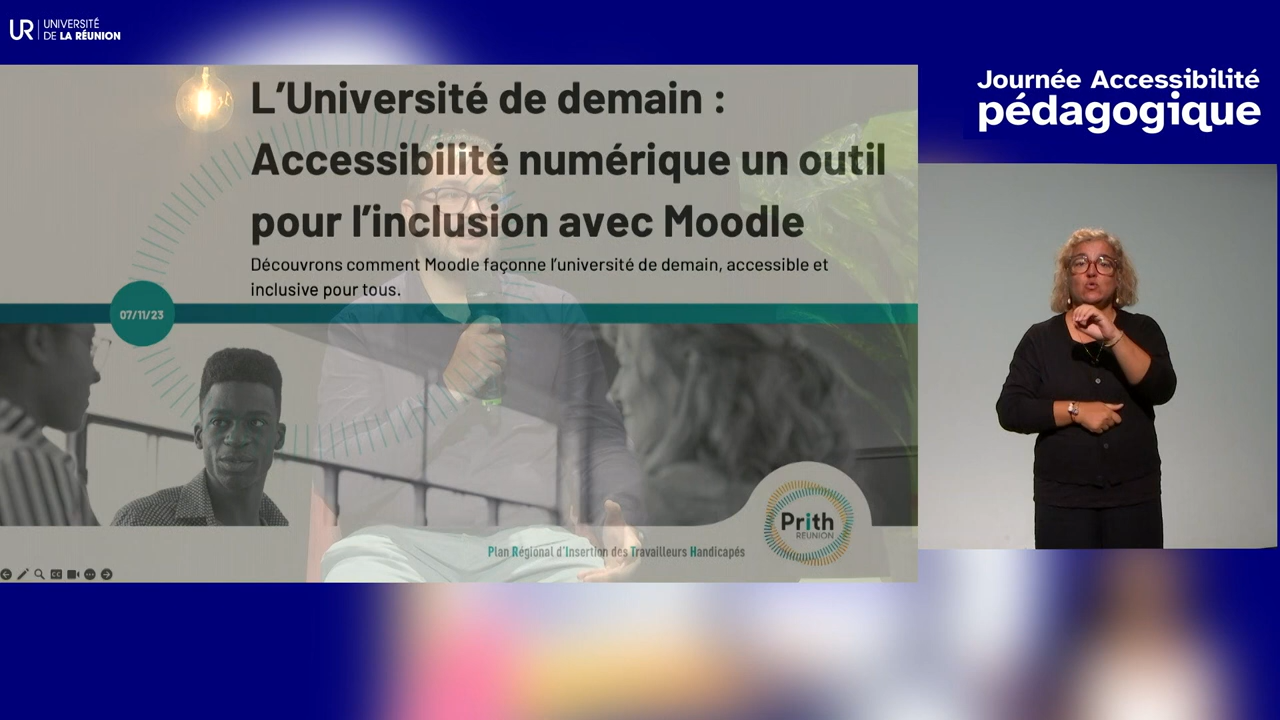 UR UNIVERSITÉ
DE LA RÉUNION
Journée Accessibilité
pédagogique
L'Université de demain :
Accessibilité numérique un outil
pour l'inclusion avec Moodle
Découvrons comment Moodle façonne l'université de demain, accessible et
inclusive pour tous.
07/11/23
Prith
RÉUNION
Plan Régional d'Insertion des Travailleurs Handicapés
CC